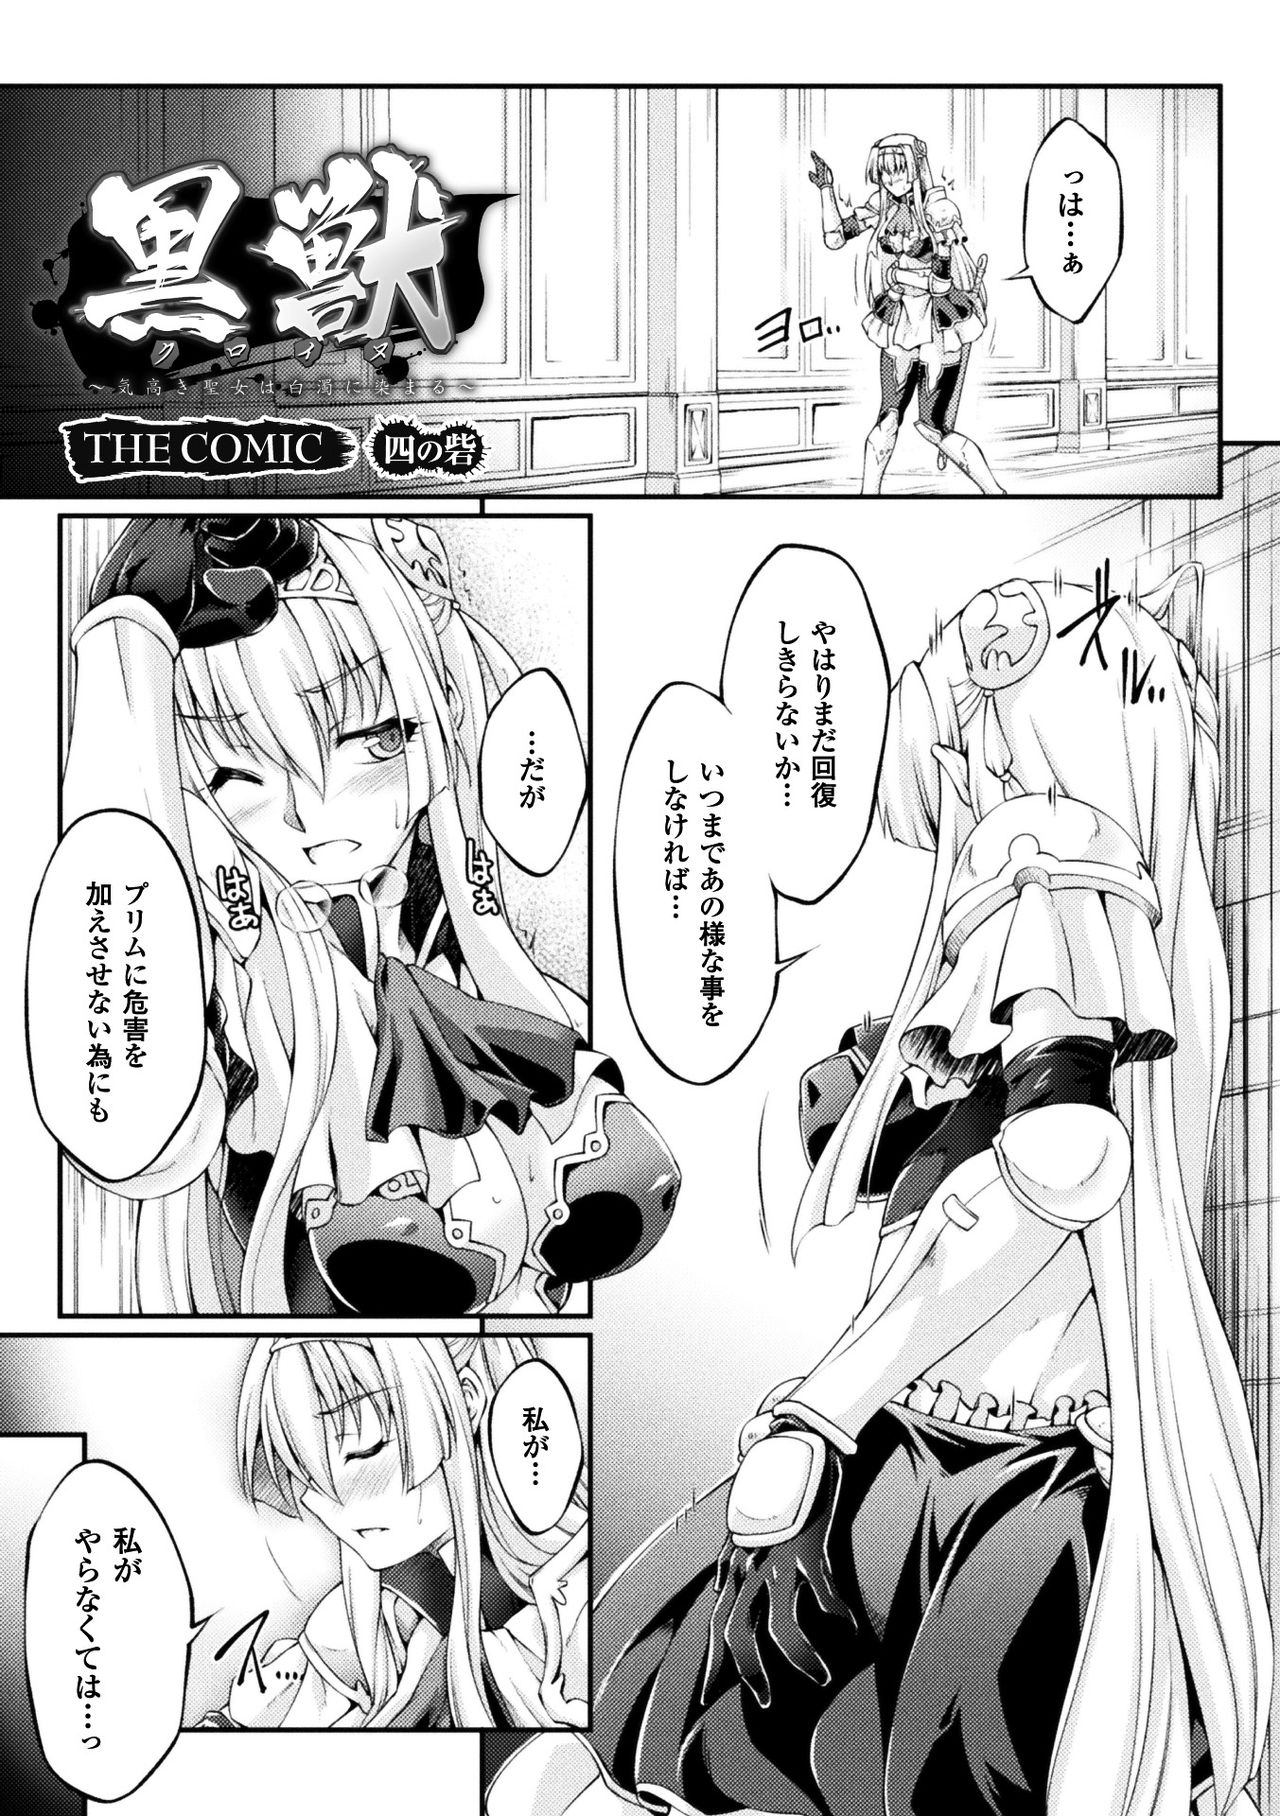 黒獣
クロイヌ
～気高き聖女は白濁に染まる～
THE COMIC
四の砦
っは…ぁ
ヨロ‥
やはりまだ回復
しきらないか…
いつまであの様な事を
しなければ…
…だが
はぁ
はぁ
プリムに危害を
加えさせない為にも
私が…
私が
やらなくては…っ